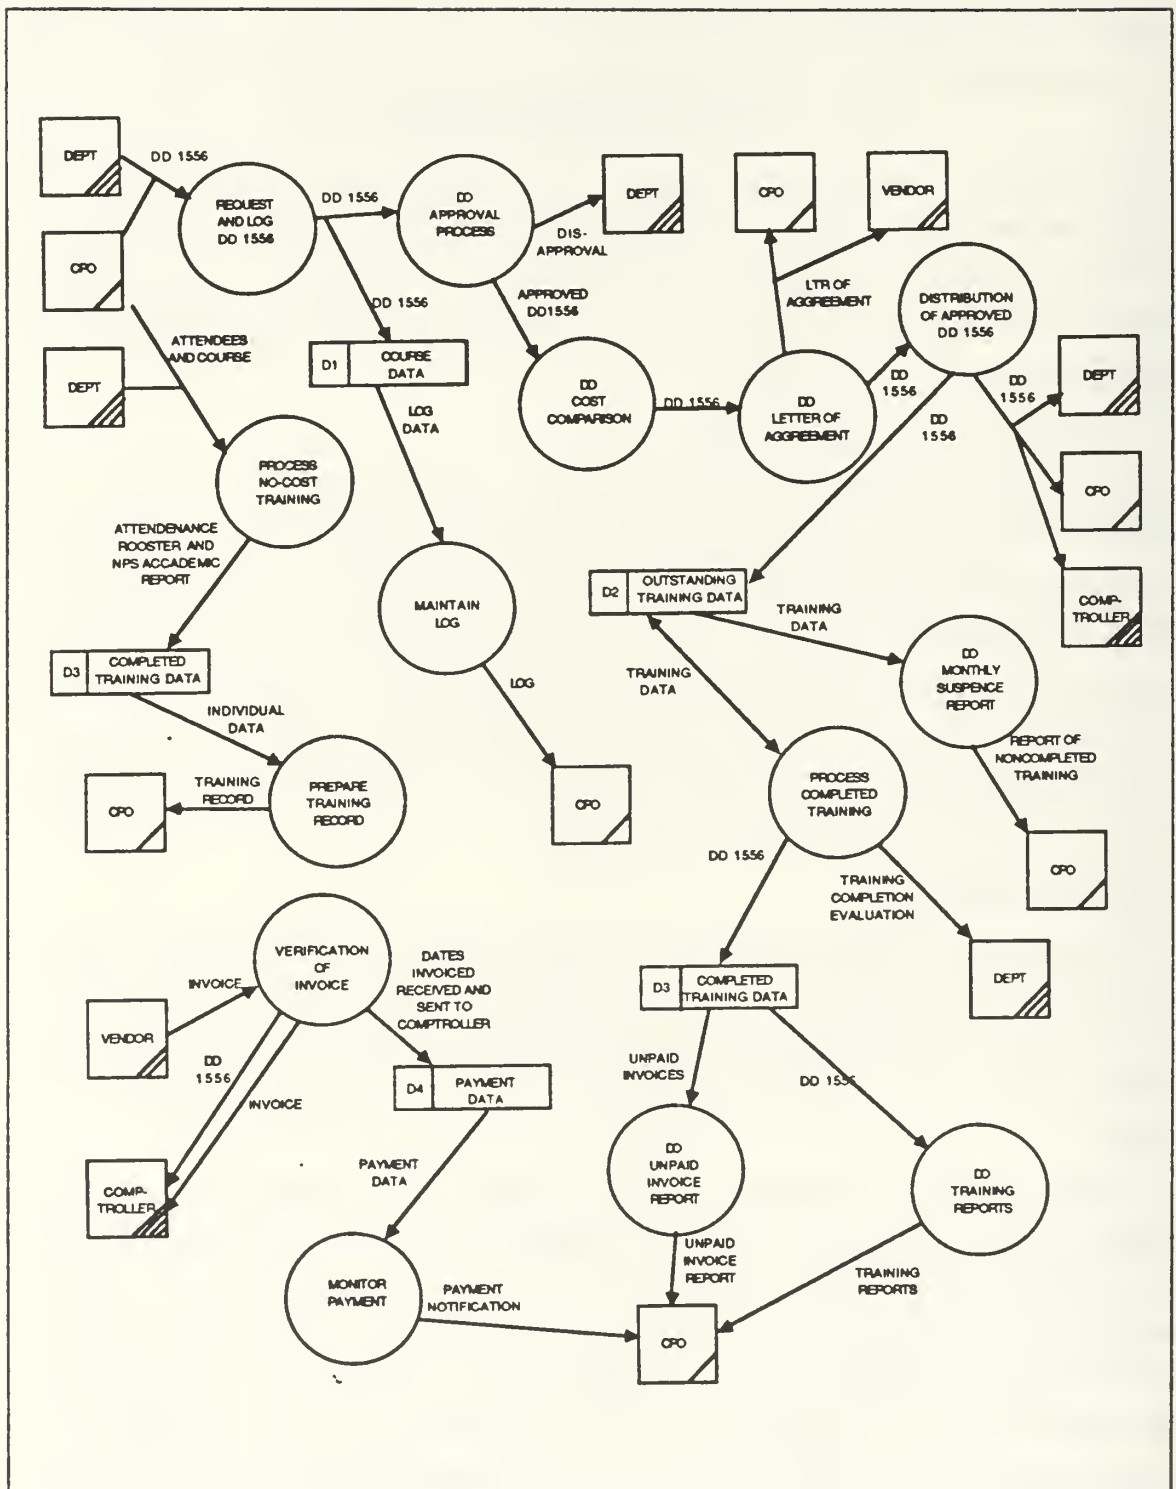 DEPT
DD 1556
REQUEST
AND LOG
DD 1556
DD 1556
DO
APPROVAL
PROCESS
DIS-
APPROVAL
DEPT
CPO
VENDOR
LTR OF
AGGREEMENT
DISTRIBUTION
OF APPROVED
DD 1556
CPO
ATTENDEES
AND COURSE
DEPT
DD 1556
D1
COURSE
DATA
APPROVED
DD1556
DO
COST
COMPARISON
DD 1556
DO
LETTER OF
AGGREEMENT
DD
1556
DD
1556
DD
1556
DEPT
CPO
COMP-
TROLLER
LOG
DATA
PROCESS
NO-COST
TRAINING
ATTENDENANCE
ROOSTER AND
NPS ACCADEMIC
REPORT
MAINTAIN
LOG
D2
OUTSTANDING
TRAINING DATA
TRAINING
DATA
DO
MONTHLY
SUSPENCE
REPORT
D3
COMPLETED
TRAINING DATA
LOG
TRAINING
DATA
INDIVIDUAL
DATA
REPORT OF
NONCOMPLETED
TRAINING
CPO
TRAINING
RECORD
PREPARE
TRAINING
RECORD
CPO
PROCESS
COMPLETED
TRAINING
CPO
DD 1556
TRAINING
COMPLETION
EVALUATION
DEPT
VERIFICATION
OF
INVOICE
DATES
INVOICED
RECEIVED AND
SENT TO
COMPTROLLER
INVOICE
VENDOR
DD
1556
INVOICE
D3
COMPLETED
TRAINING DATA
D4
PAYMENT
DATA
UNPAID
INVOICES
DD 1556
COMP-
TROLLER
PAYMENT
DATA
DO
UNPAID
INVOICE
REPORT
DO
TRAINING
REPORTS
MONITOR
PAYMENT
PAYMENT
NOTIFICATION
UNPAID
INVOICE
REPORT
TRAINING
REPORTS
CPO